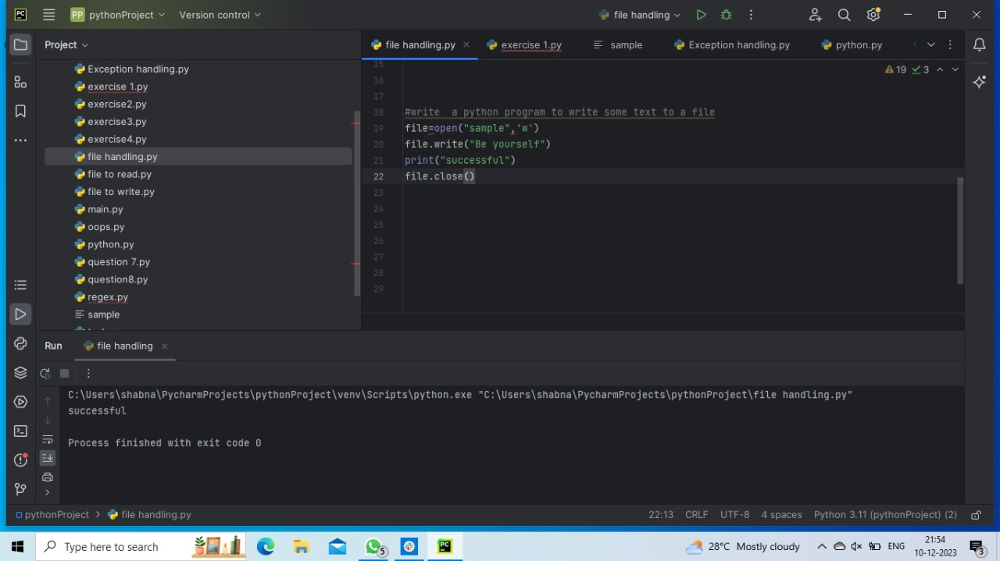 PC
PP pythonProject Version control file handling
Project
file handling.py exercise 1.py sample Exception handling.py python.py
Exception handling.py
exercise 1.py
exercise2.py
exercise3.py
exercise4.py
file handling.py
file to read.py
file to write.py
main.py
oops.py
python.py
question 7.py
question8.py
regex.py
sample
19 3
15
16
17
18 #write  a python program to write some text to a file
19 file=open("sample",'w')
20 file.write("Be yourself")
21 print("successful")
22 file.close()
23
24
25
26
27
28
29
Run file handling
C:\Users\shabna\PycharmProjects\pythonProject\venv\Scripts\python.exe "C:\Users\shabna\PycharmProjects\pythonProject\file handling.py"
successful
Process finished with exit code 0
pythonProject > file handling.py 22:13 CRLF UTF-8 4 spaces Python 3.11 (pythonProject) (2)
Type here to search 5 PC 28°C Mostly cloudy ENG 21:54
10-12-2023 3